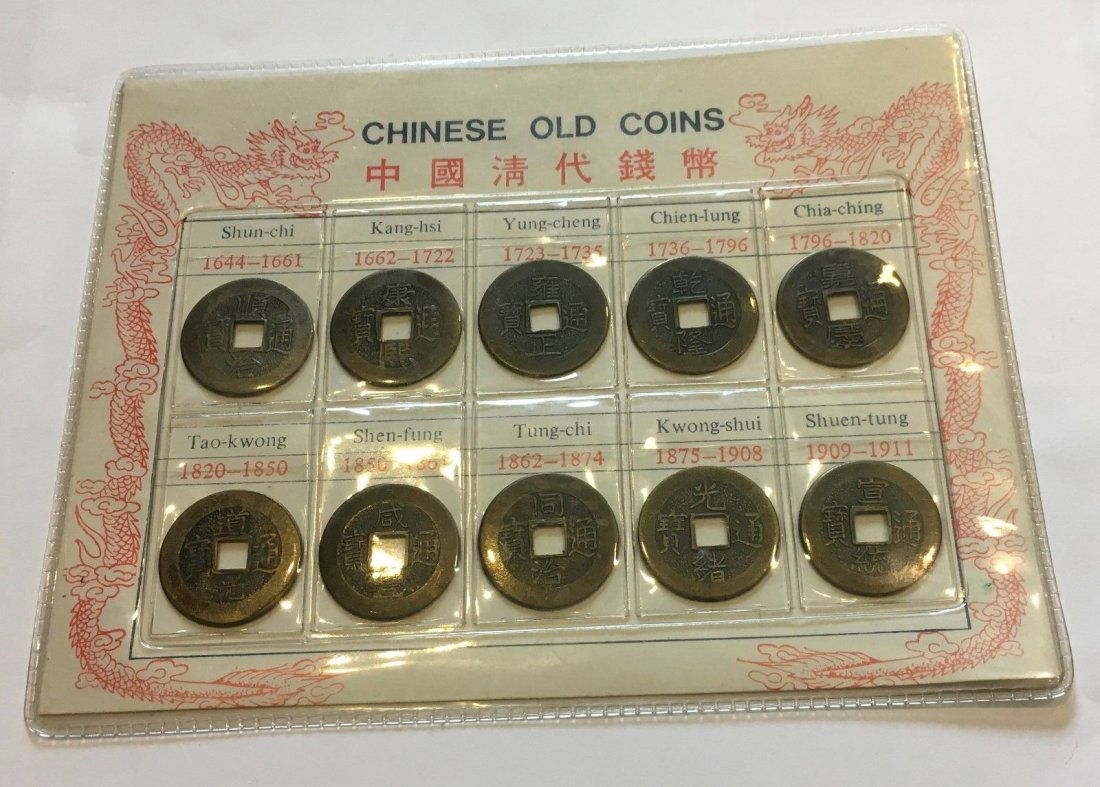 CHINESE OLD COINS
中國清代錢幣
Shun-chi
1644–1661
順治通寶
Kang-hsi
1662–1722
康熙通寶
Yung-cheng
1723–1735
雍正通寶
Chien-lung
1736–1796
乾隆通寶
Chia-ching
1796–1820
嘉慶通寶
Tao-kwong
1820–1850
道光通寶
Shen-fung
1850–1861
咸豐通寶
Tung-chi
1862–1874
同治通寶
Kwong-shui
1875–1908
光緒通寶
Shuen-tung
1909–1911
宣統通寶